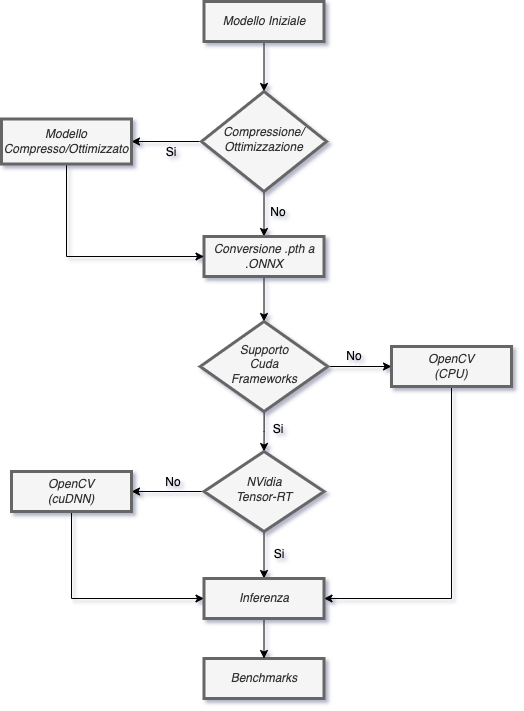 Modello Iniziale
Compressione/
Ottimizzazione
Si
Modello
Compresso/Ottimizzato
No
Conversione .pth a
.ONNX
Supporto
Cuda
Frameworks
No
OpenCV
(CPU)
Si
NVidia
Tensor-RT
No
OpenCV
(cuDNN)
Si
Inferenza
Benchmarks